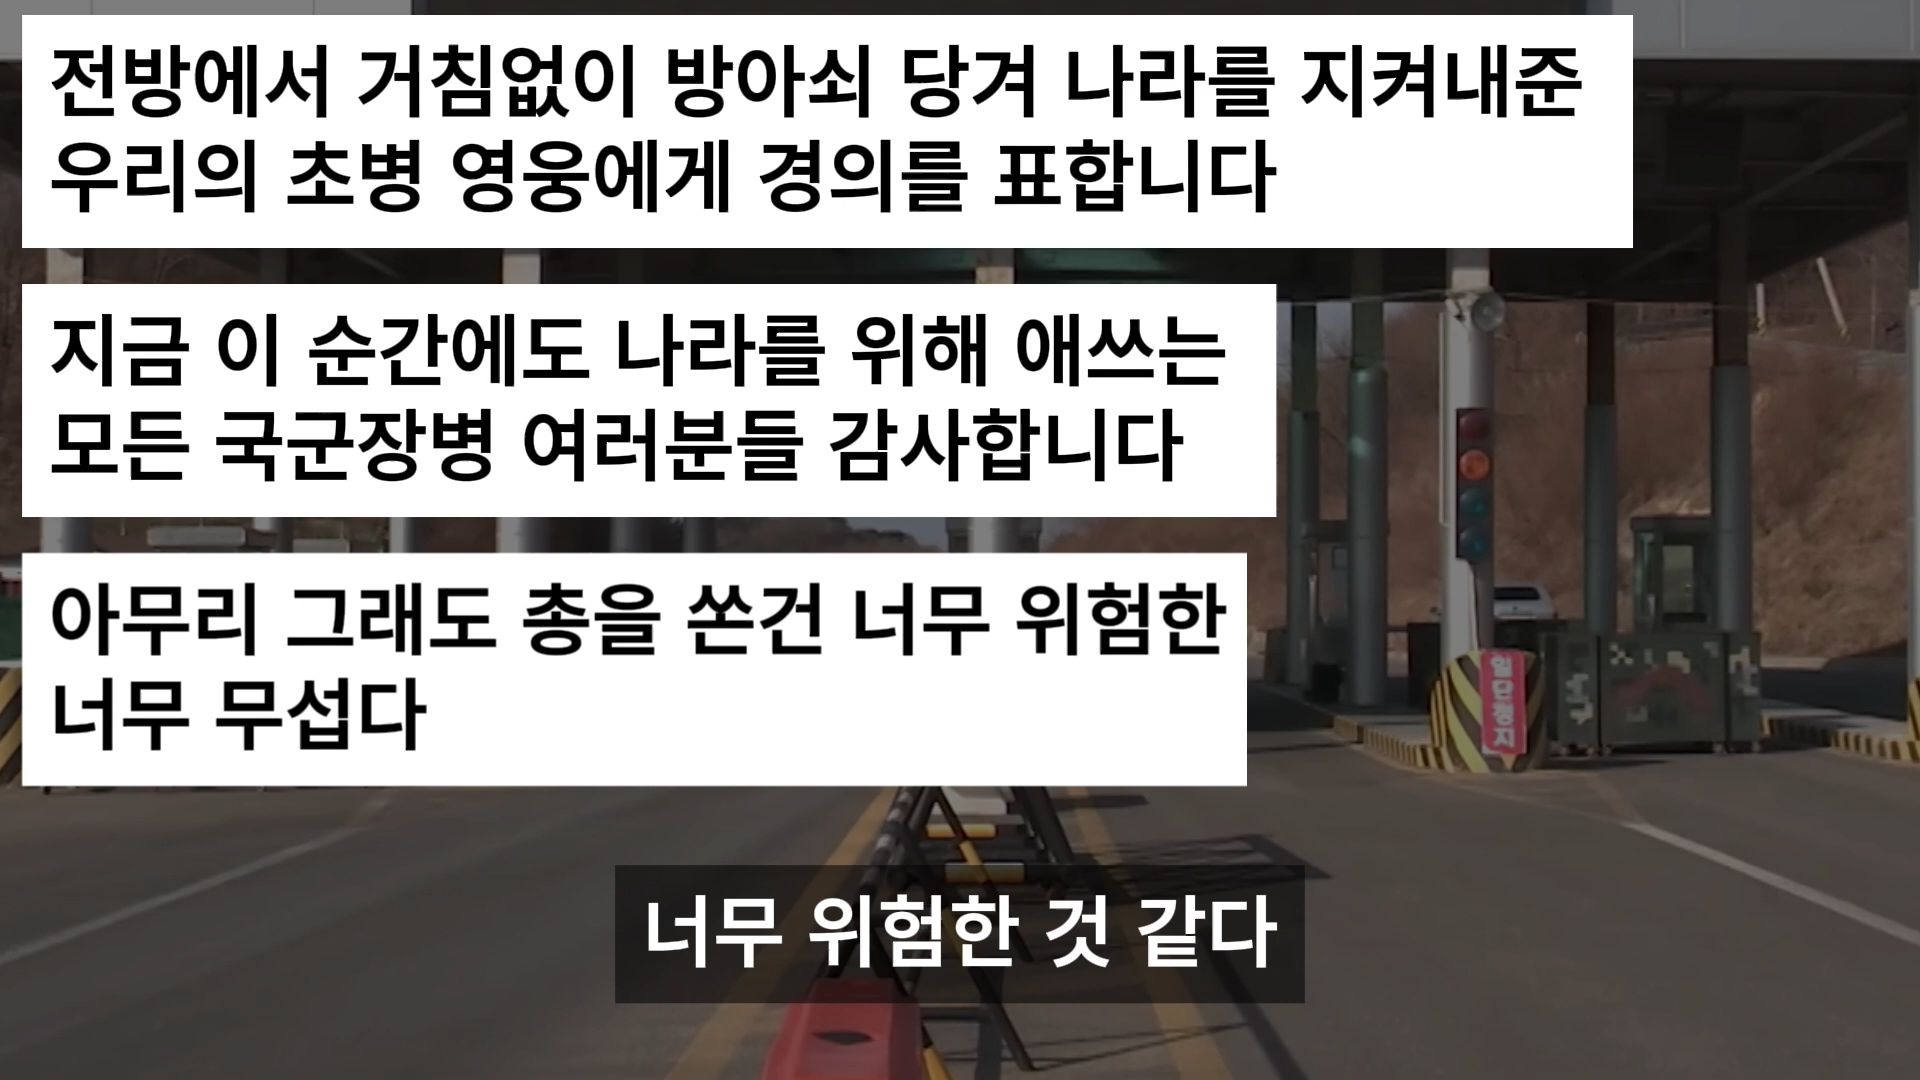 전방에서 거침없이 방아쇠 당겨 나라를 지켜내준
우리의 초병 영웅에게 경의를 표합니다
지금 이 순간에도 나라를 위해 애쓰는
모든 국군장병 여러분들 감사합니다
아무리 그래도 총을 쏜건 너무 위험한
너무 무섭다
일단정지
너무 위험한 것 같다